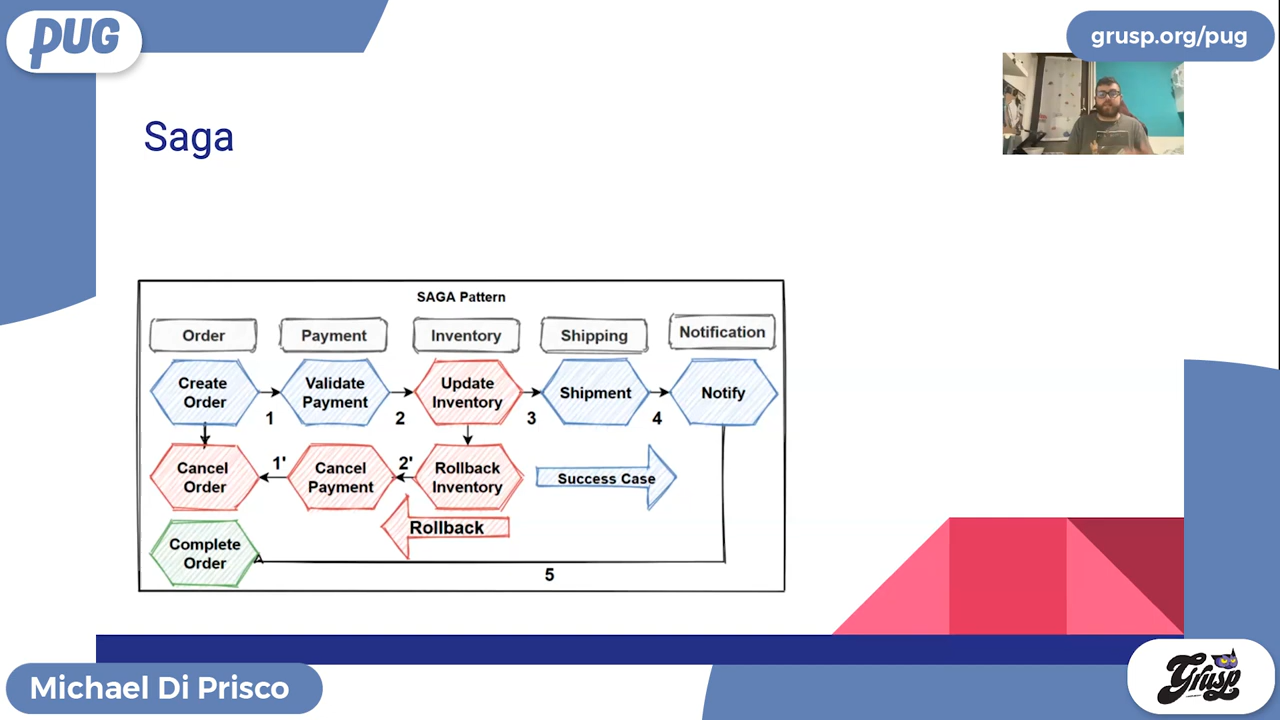 PUG
grusp.org/pug
Saga
SAGA Pattern
Order
Payment
Inventory
Shipping
Notification
Create
Order
Validate
Payment
Update
Inventory
Shipment
Notify
1
2
3
4
Cancel
Order
1'
Cancel
Payment
2'
Rollback
Inventory
Success Case
Rollback
Complete
Order
5
Michael Di Prisco
Grusp